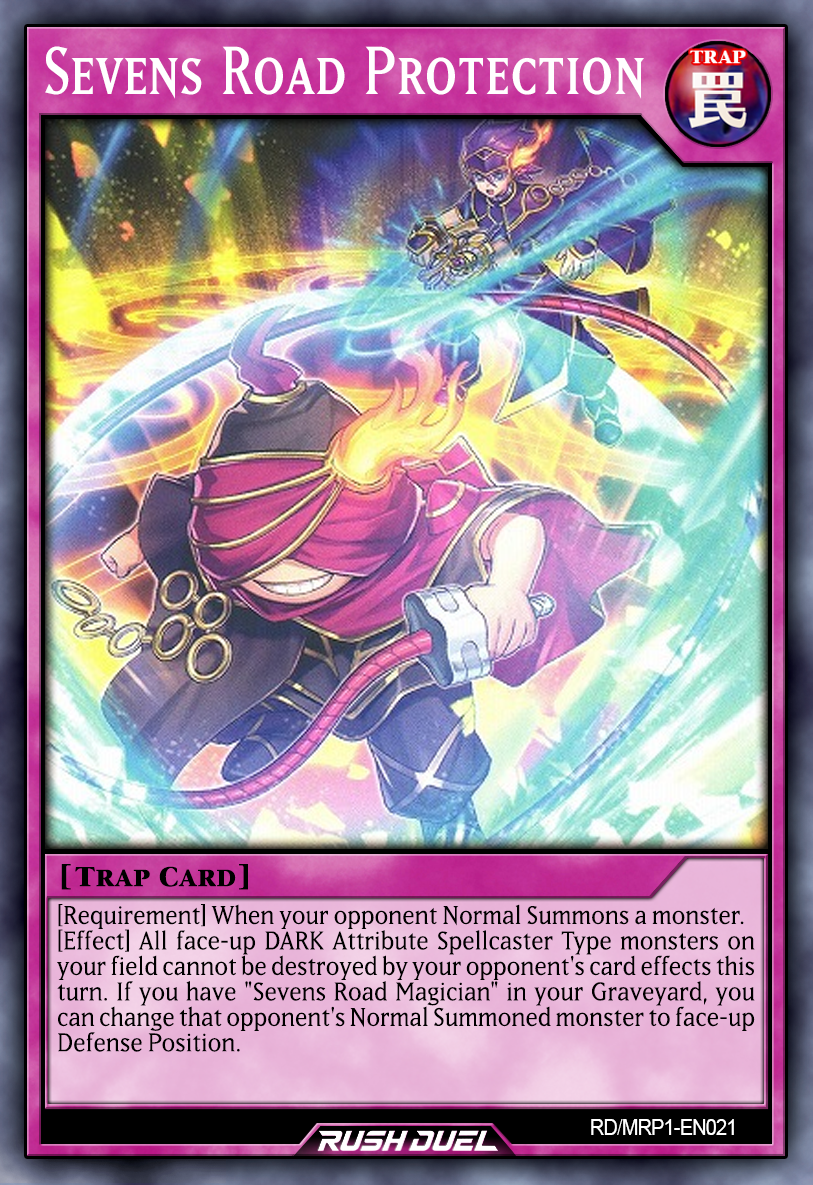 Sevens Road Protection
TRAP
罠
[Trap Card]
[Requirement] When your opponent Normal Summons a monster.
[Effect] All face-up DARK Attribute Spellcaster Type monsters on
your field cannot be destroyed by your opponent's card effects this
turn. If you have "Sevens Road Magician" in your Graveyard, you
can change that opponent's Normal Summoned monster to face-up
Defense Position.
RD/MRP1-EN021
RUSH DUEL